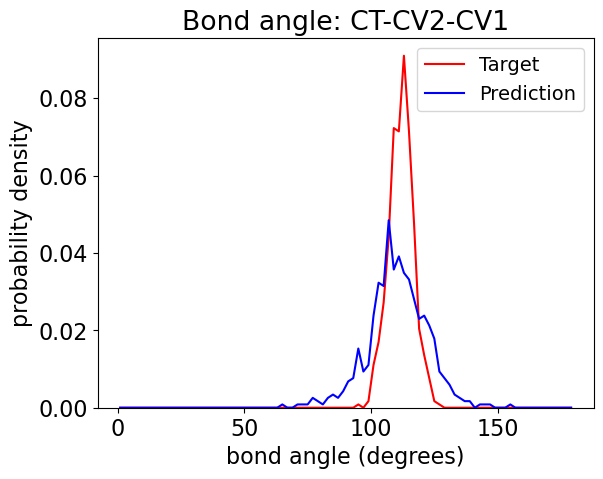 Bond angle: CT-CV2-CV1
Target
Prediction
probability density
0.08
0.06
0.04
0.02
0.00
0
50
100
150
bond angle (degrees)